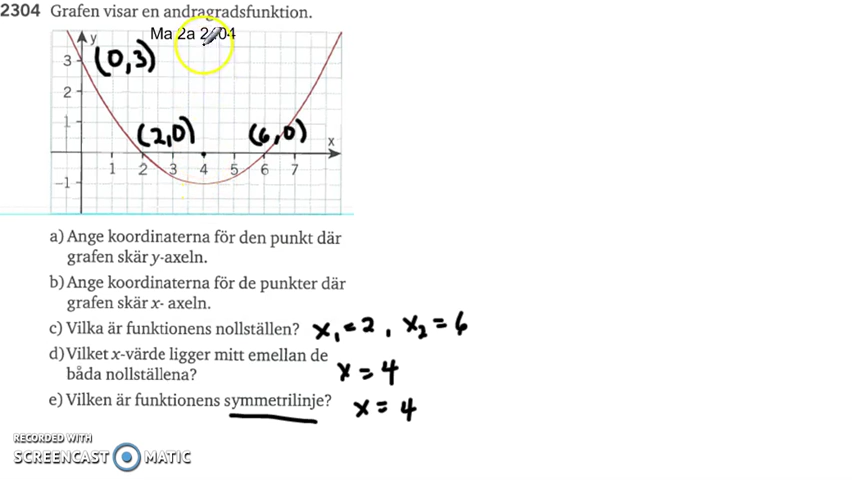 2304 Grafen visar en andragradsfunktion.
Ma 2a 2304
y
(0,3)
3
2
1
(2,0) (6,0)
x
1 2 3 4 5 6 7
-1
a) Ange koordinaterna för den punkt där
grafen skär y-axeln.
b) Ange koordinaterna för de punkter där
grafen skär x- axeln.
c) Vilka är funktionens nollställen? x₁=2, x₂=6
d) Vilket x-värde ligger mitt emellan de
båda nollställena? x=4
e) Vilken är funktionens symmetrilinje? x=4
RECORDED WITH
SCREENCAST MATIC